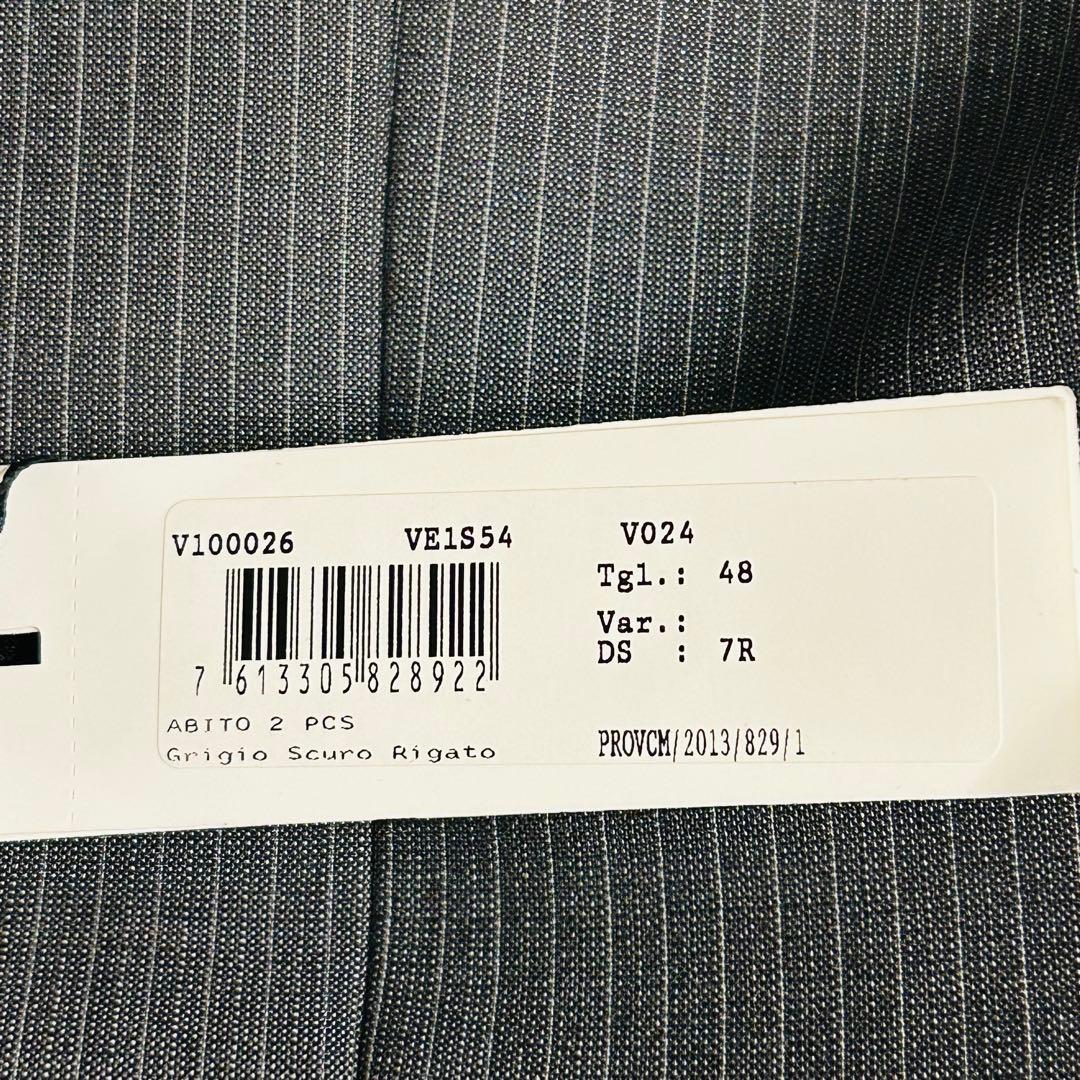 V100026 VE1S54 V024
Tgl.: 48
Var.:
DS : 7R
7 613305 828922
ABITO 2 PCS
Grigio Scuro Rigato
PROVCM/2013/829/1